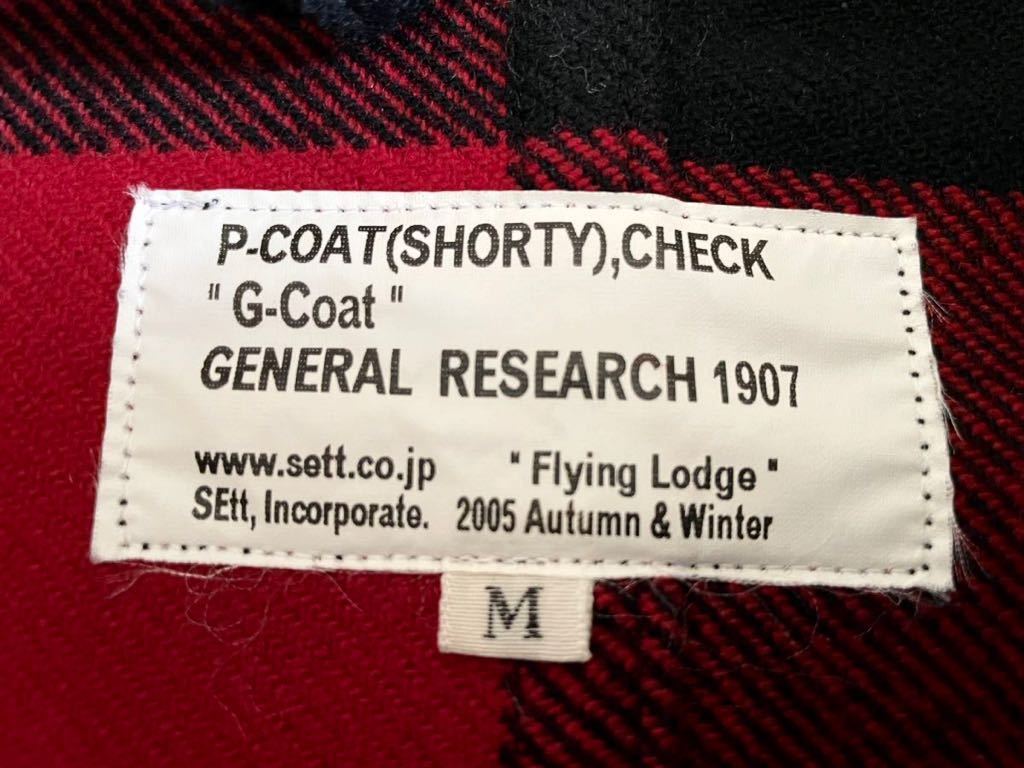 P-COAT(SHORTY),CHECK
" G-Coat "
GENERAL RESEARCH 1907
www.sett.co.jp " Flying Lodge "
SEtt, Incorporate. 2005 Autumn & Winter
M